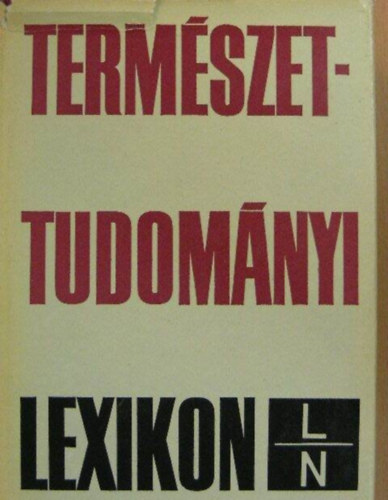 TERMÉSZET-
TUDOMÁNYI
LEXIKON L
N